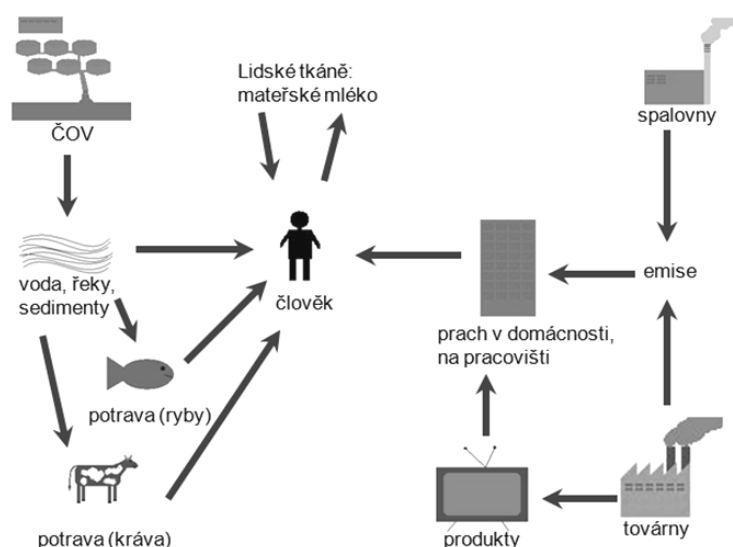 Lidské tkáně:
mateřské mléko
spalovny
ČOV
voda, řeky,
sedimenty
člověk
emise
prach v domácnosti,
na pracovišti
potrava (ryby)
potrava (kráva)
produkty
továrny